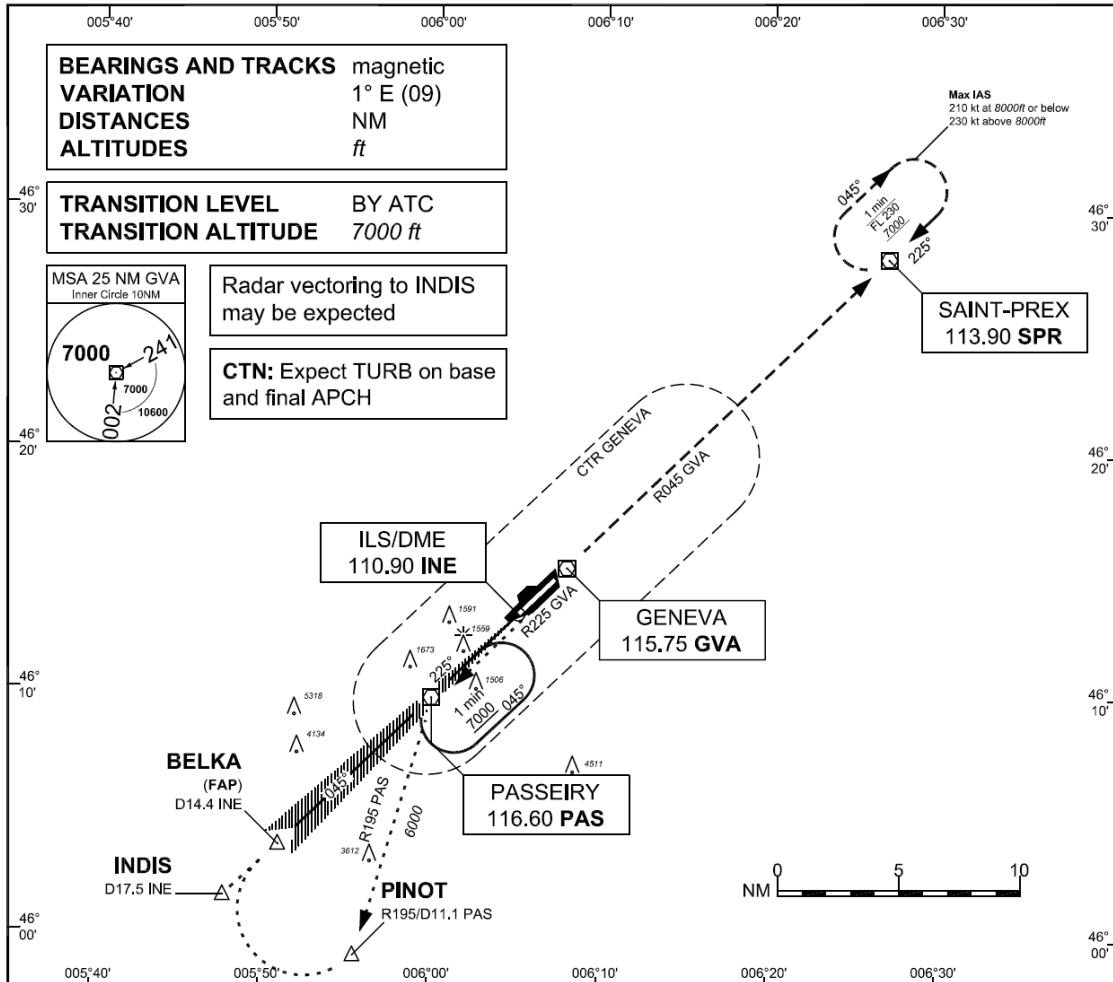 005°40' 005°50' 006°00' 006°10' 006°20' 006°30'
BEARINGS AND TRACKS magnetic
VARIATION 1° E (09)
DISTANCES NM
ALTITUDES ft
TRANSITION LEVEL BY ATC
TRANSITION ALTITUDE 7000 ft
MSA 25 NM GVA
Inner Circle 10NM
7000
241
7000
10600
002
Radar vectoring to INDIS
may be expected
CTN: Expect TURB on base
and final APCH
Max IAS
210 kt at 8000ft or below
230 kt above 8000ft
045°
1 min
FL 230
7000
225°
SAINT-PREX
113.90 SPR
46°
30'
46°
30'
46°
20'
46°
20'
CTR GENEVA
R045 GVA
ILS/DME
110.90 INE
R225 GVA
GENEVA
115.75 GVA
1591
1559
1673
225°
1506
1 min
7000
045°
46°
10'
46°
10'
5318
4134
4511
BELKA
(FAP)
D14.4 INE
045°
R195 PAS
6000
PASSEIRY
116.60 PAS
3612
INDIS
D17.5 INE
PINOT
R195/D11.1 PAS
0 5 10
NM
46°
00'
46°
00'
005°40' 005°50' 006°00' 006°10' 006°20' 006°30'